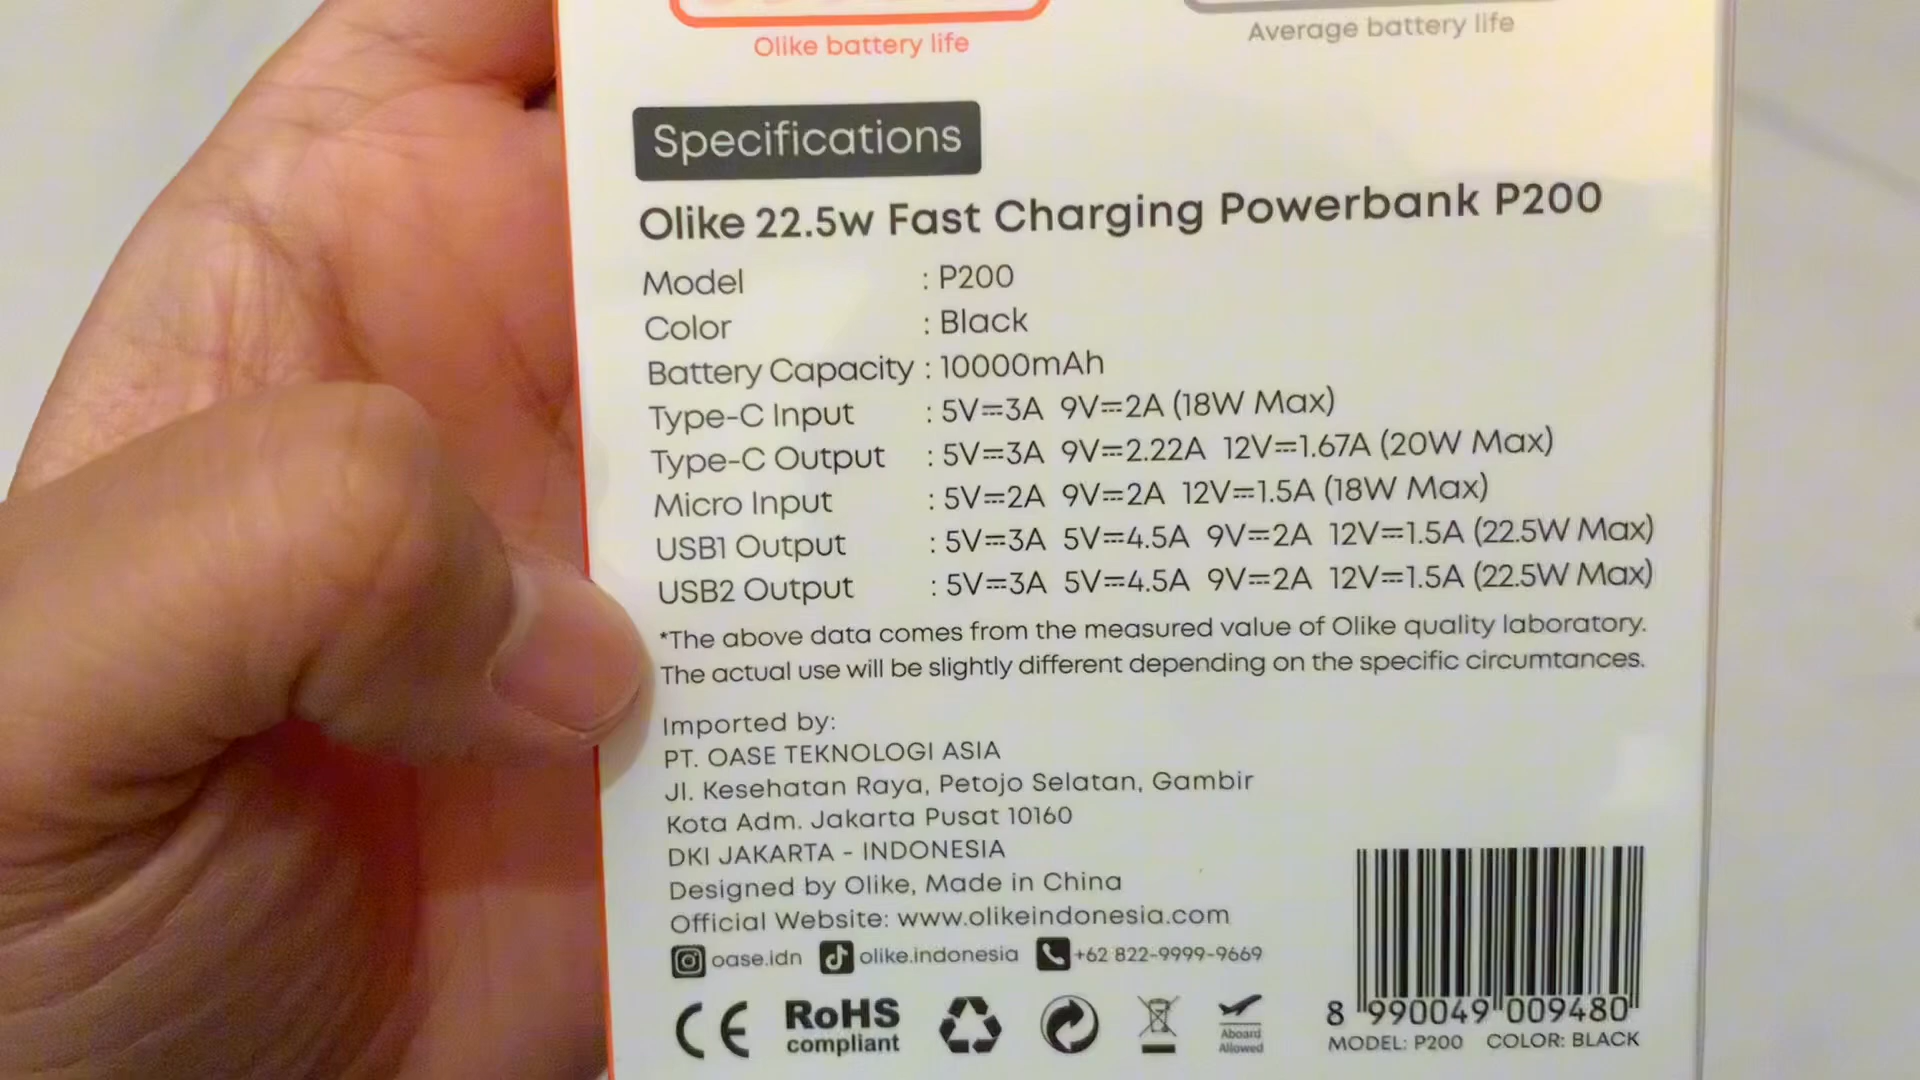 Olike battery life
Average battery life
Specifications
Olike 22.5w Fast Charging Powerbank P200
Model : P200
Color : Black
Battery Capacity : 10000mAh
Type-C Input : 5V⎓3A 9V⎓2A (18W Max)
Type-C Output : 5V⎓3A 9V⎓2.22A 12V⎓1.67A (20W Max)
Micro Input : 5V⎓2A 9V⎓2A 12V⎓1.5A (18W Max)
USB1 Output : 5V⎓3A 5V⎓4.5A 9V⎓2A 12V⎓1.5A (22.5W Max)
USB2 Output : 5V⎓3A 5V⎓4.5A 9V⎓2A 12V⎓1.5A (22.5W Max)
*The above data comes from the measured value of Olike quality laboratory.
The actual use will be slightly different depending on the specific circumtances.
Imported by:
PT. OASE TEKNOLOGI ASIA
Jl. Kesehatan Raya, Petojo Selatan, Gambir
Kota Adm. Jakarta Pusat 10160
DKI JAKARTA - INDONESIA
Designed by Olike, Made in China
Official Website: www.olikeindonesia.com
oase.idn olike.indonesia +62 822-9999-9669
CE RoHS compliant
Aboard
Allowed
8 990049 009480
MODEL: P200 COLOR: BLACK